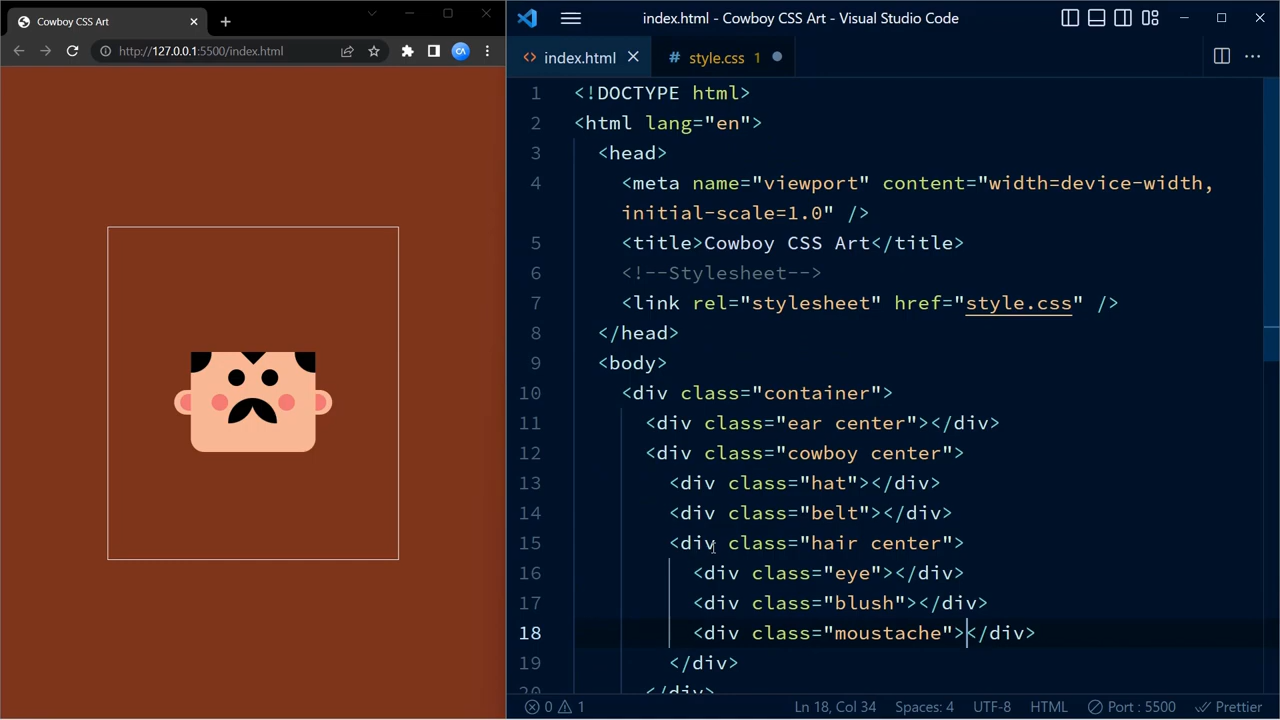 Cowboy CSS Art
http://127.0.0.1:5500/index.html
index.html - Cowboy CSS Art - Visual Studio Code
index.html
style.css 1
1 <!DOCTYPE html>
2 <html lang="en">
3 <head>
4 <meta name="viewport" content="width=device-width,
initial-scale=1.0" />
5 <title>Cowboy CSS Art</title>
6 <!--Stylesheet-->
7 <link rel="stylesheet" href="style.css" />
8 </head>
9 <body>
10 <div class="container">
11 <div class="ear center"></div>
12 <div class="cowboy center">
13 <div class="hat"></div>
14 <div class="belt"></div>
15 <div class="hair center">
16 <div class="eye"></div>
17 <div class="blush"></div>
18 <div class="moustache"></div>
19 </div>
20 </div>
0 1 Ln 18, Col 34 Spaces: 4 UTF-8 HTML Port : 5500 Prettier